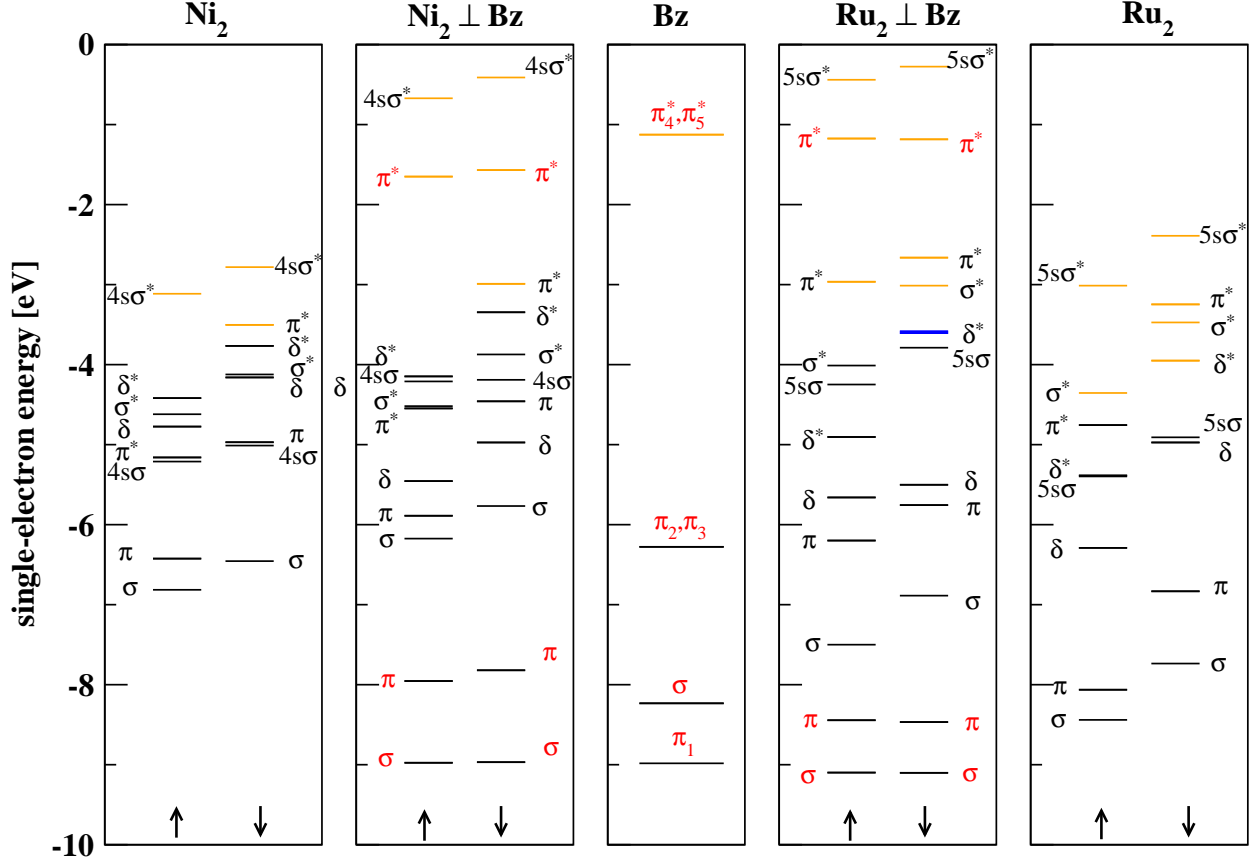 Ni₂
Ni₂ ⊥ Bz
Bz
Ru₂ ⊥ Bz
Ru₂
single-electron energy [eV]
0
-2
-4
-6
-8
-10
4sσ*
4sσ*
π*
δ*
σ*
δ
δ*
σ*
δ
π*
4sσ
π
4sσ
π
σ
σ
↑
↓
4sσ*
4sσ*
π*
π*
π*
δ*
σ*
4sσ
π
δ
σ
δ*
4sσ
δ
σ*
π*
δ
π
σ
π
π
σ
σ
↑
↓
π₄*,π₅*
π₂,π₃
σ
π₁
5sσ*
5sσ*
π*
π*
π*
π*
σ*
δ*
5sσ
σ*
5sσ
δ*
δ
δ
π
π
σ
σ
π
π
σ
σ
↑
↓
5sσ*
5sσ*
π*
σ*
δ*
σ*
π*
5sσ
δ
δ*
5sσ
δ
π
σ
π
σ
↑
↓